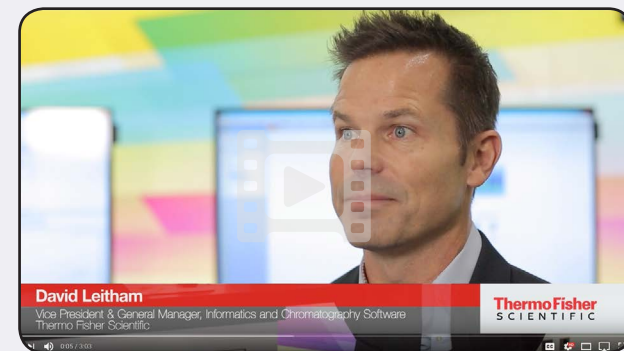 David Leitham
Vice President & General Manager, Informatics and Chromatography Software
Thermo Fisher Scientific
ThermoFisher
SCIENTIFIC
0:05 / 3:03
CC